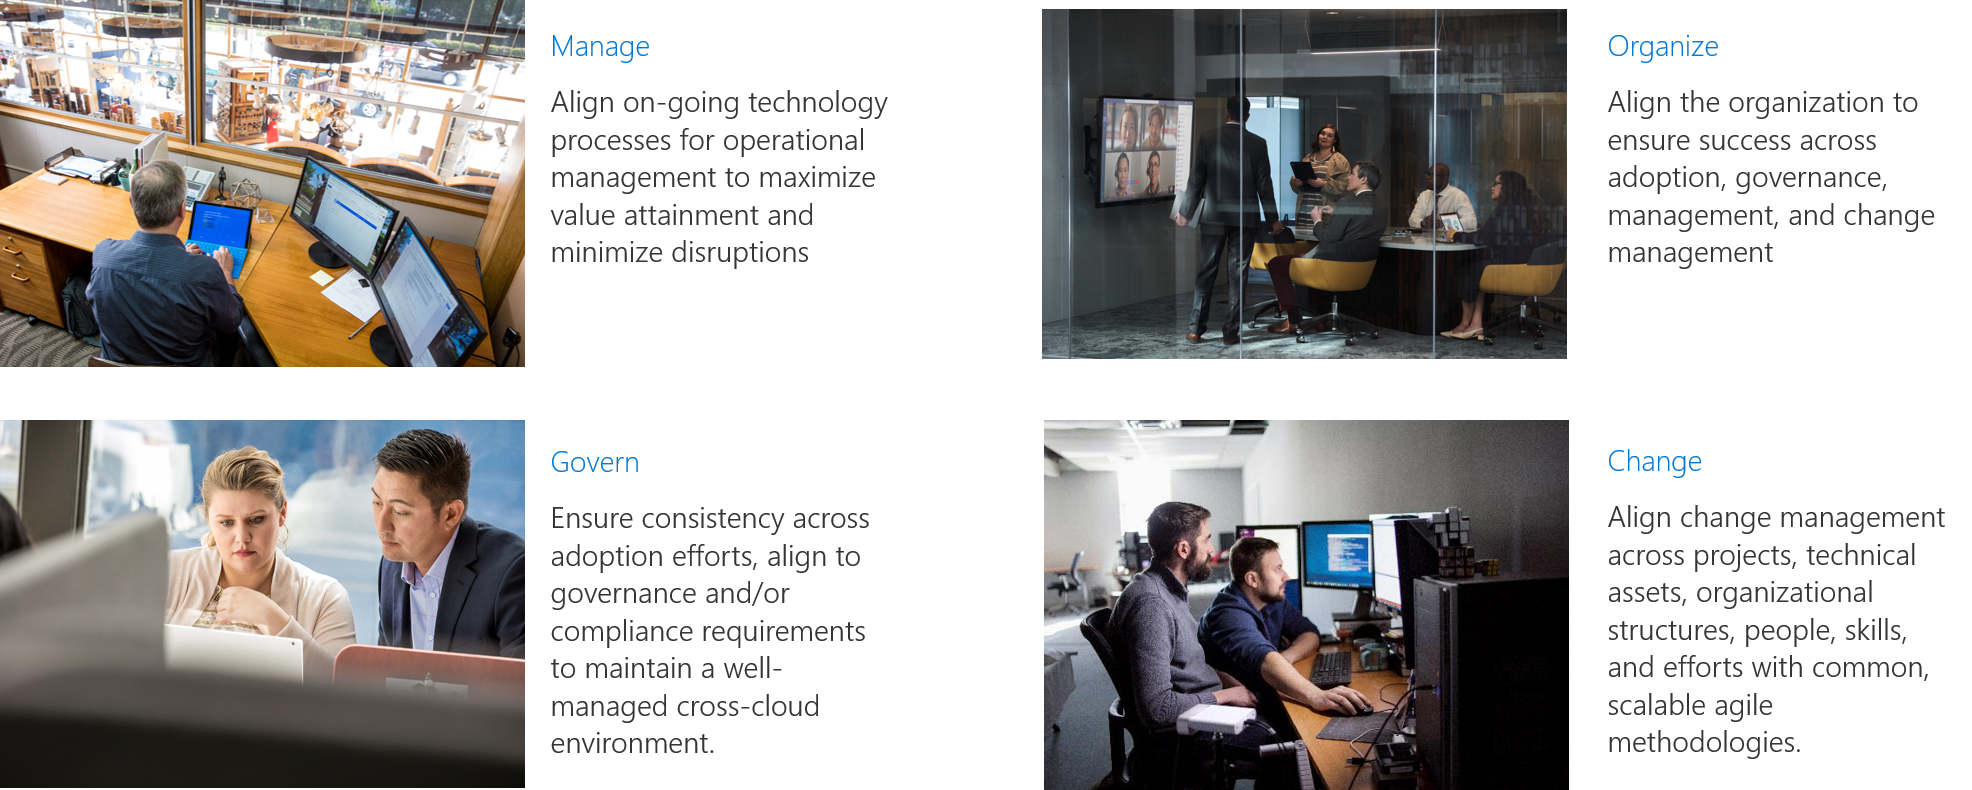 Manage
Align on-going technology
processes for operational
management to maximize
value attainment and
minimize disruptions
Organize
Align the organization to
ensure success across
adoption, governance,
management, and change
management
Govern
Ensure consistency across
adoption efforts, align to
governance and/or
compliance requirements
to maintain a well-
managed cross-cloud
environment.
Change
Align change management
across projects, technical
assets, organizational
structures, people, skills,
and efforts with common,
scalable agile
methodologies.